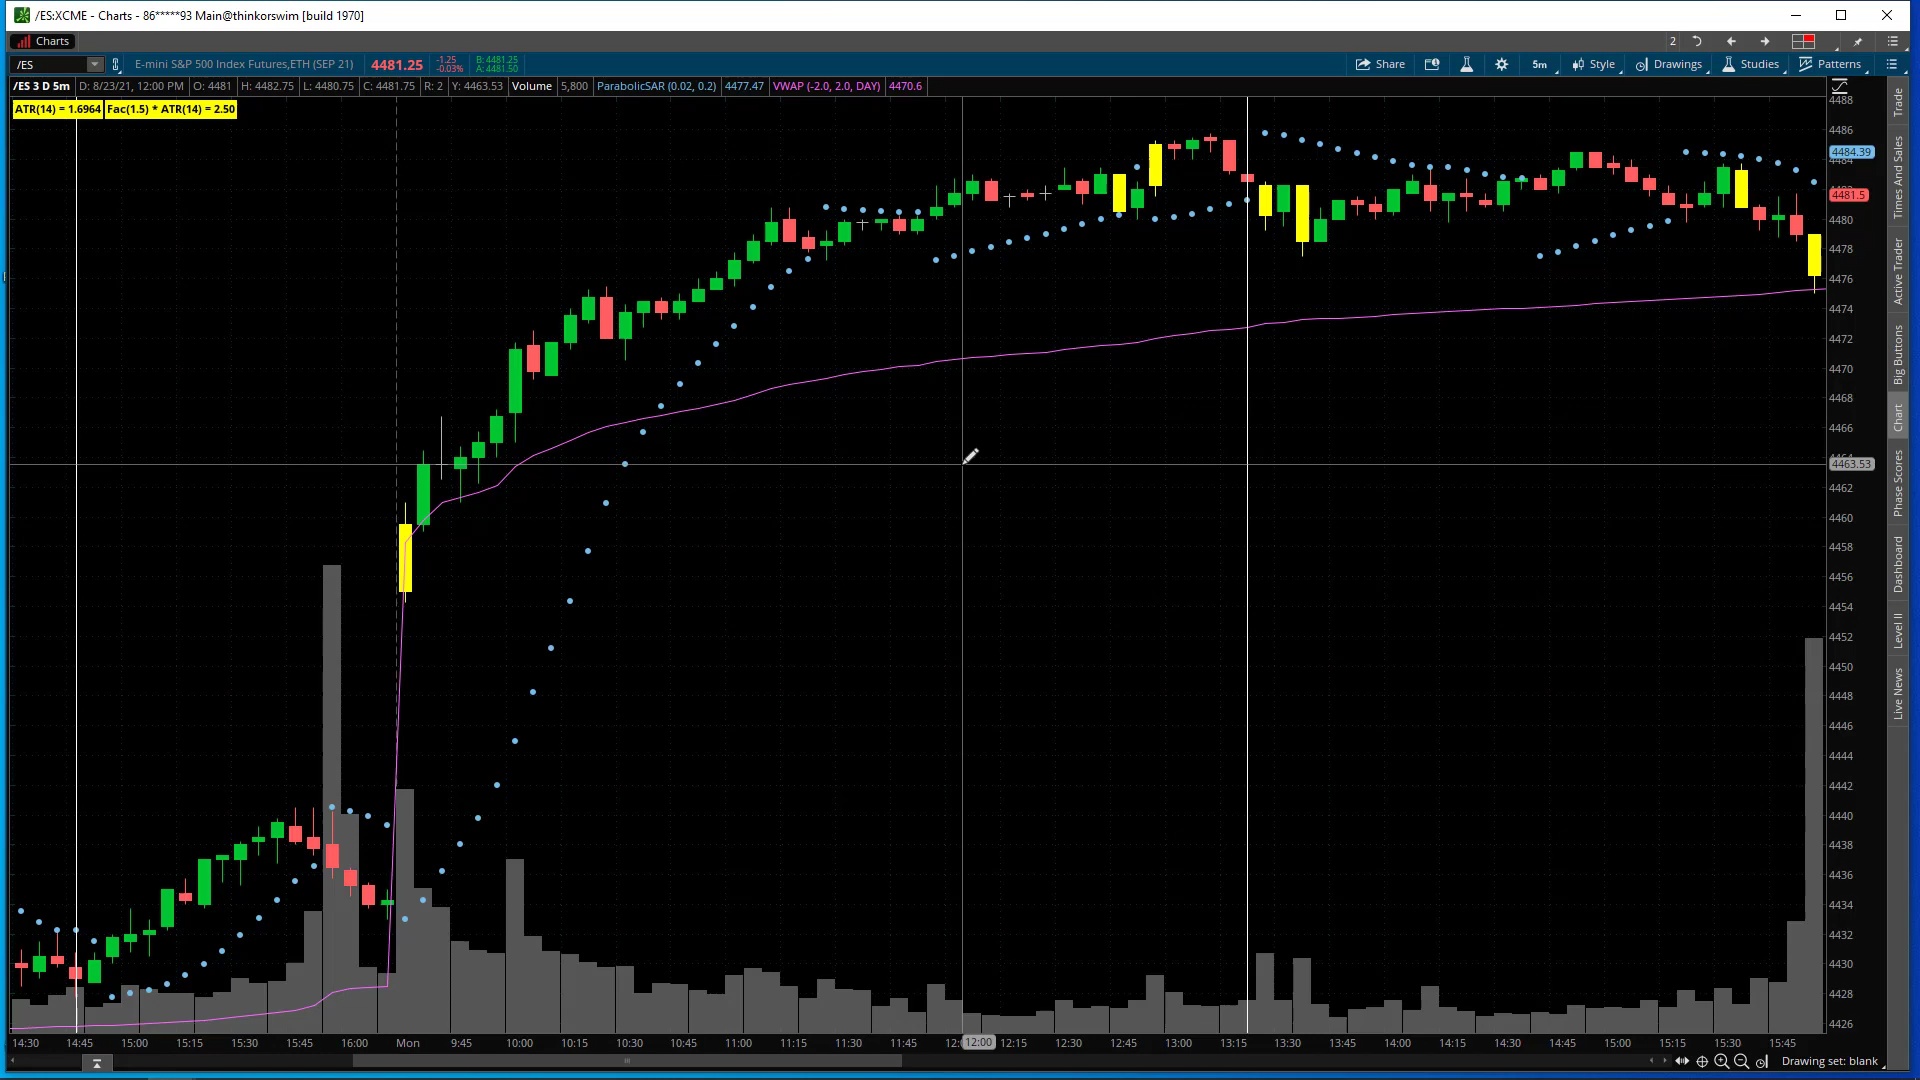 /ES:XCME - Charts - 86*****93 Main@thinkorswim [build 1970]
Charts
2
/ES
E-mini S&P 500 Index Futures,ETH (SEP 21)
4481.25
-1.25
-0.03%
B: 4481.25
A: 4481.50
Share
5m
Style
Drawings
Studies
Patterns
/ES 3 D 5m
D: 8/23/21, 12:00 PM
O: 4481
H: 4482.75
L: 4480.75
C: 4481.75
R: 2
Y: 4463.53
Volume
5,800
ParabolicSAR (0.02, 0.2)
4477.47
VWAP (-2.0, 2.0, DAY)
4470.6
ATR(14) = 1.6964
Fac(1.5) * ATR(14) = 2.50
4488
4486
4484.39
4484
4481.5
4480
4478
4476
4474
4472
4470
4468
4466
4463.53
4462
4460
4458
4456
4454
4452
4450
4448
4446
4444
4442
4440
4438
4436
4434
4432
4430
4428
4426
Trade
Times And Sales
Active Trader
Big Buttons
Chart
Phase Scores
Dashboard
Level II
Live News
14:30
14:45
15:00
15:15
15:30
15:45
16:00
Mon
9:45
10:00
10:15
10:30
10:45
11:00
11:15
11:30
11:45
12:00
12:15
12:30
12:45
13:00
13:15
13:30
13:45
14:00
14:15
14:30
14:45
15:00
15:15
15:30
15:45
Drawing set: blank